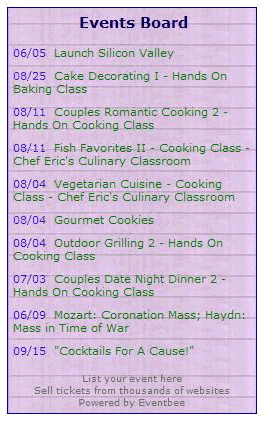 Events Board
06/05 Launch Silicon Valley
08/25 Cake Decorating I - Hands On
Baking Class
08/11 Couples Romantic Cooking 2 -
Hands On Cooking Class
08/11 Fish Favorites II - Cooking Class -
Chef Eric's Culinary Classroom
08/04 Vegetarian Cuisine - Cooking
Class - Chef Eric's Culinary Classroom
08/04 Gourmet Cookies
08/04 Outdoor Grilling 2 - Hands On
Cooking Class
07/03 Couples Date Night Dinner 2 -
Hands On Cooking Class
06/09 Mozart: Coronation Mass; Haydn:
Mass in Time of War
09/15 "Cocktails For A Cause!"
List your event here
Sell tickets from thousands of websites
Powered by Eventbee